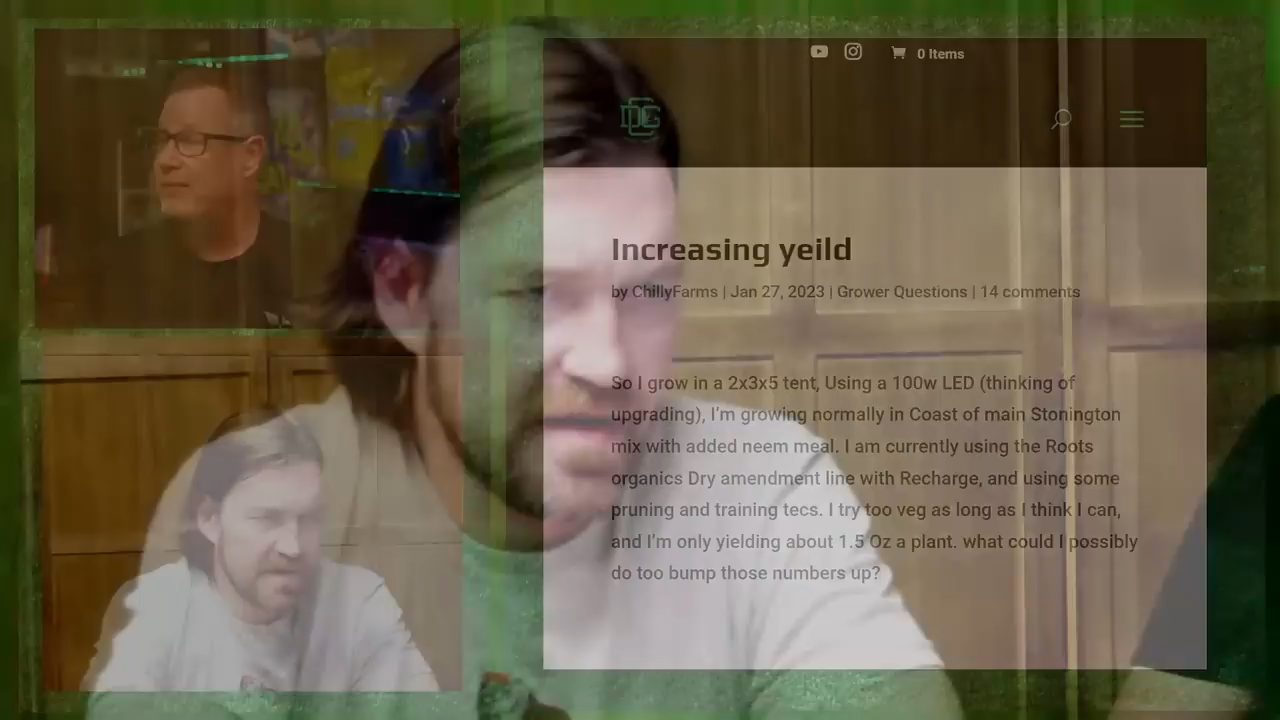 0 Items
DGC
Increasing yeild
by ChillyFarms | Jan 27, 2023 | Grower Questions | 14 comments
So I grow in a 2x3x5 tent, Using a 100w LED (thinking of
upgrading), I'm growing normally in Coast of main Stonington
mix with added neem meal. I am currently using the Roots
organics Dry amendment line with Recharge, and using some
pruning and training tecs. I try too veg as long as I think I can,
and I'm only yielding about 1.5 Oz a plant. what could I possibly
do too bump those numbers up?